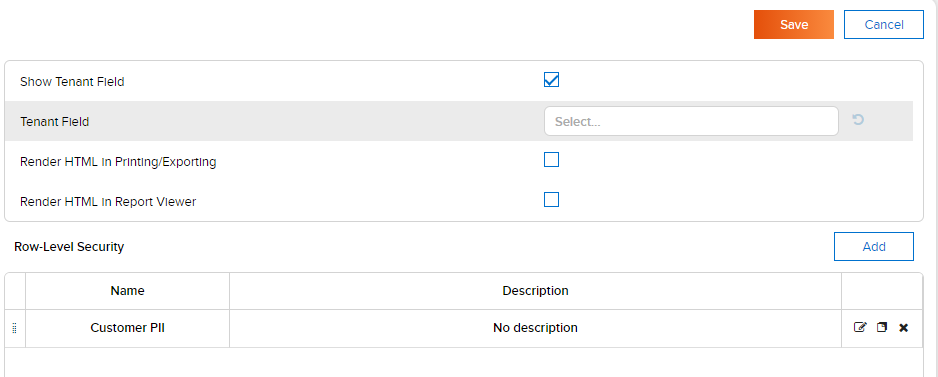 Save Cancel
Show Tenant Field
Tenant Field Select...
Render HTML in Printing/Exporting
Render HTML in Report Viewer
Row-Level Security Add
Name Description
Customer PII No description